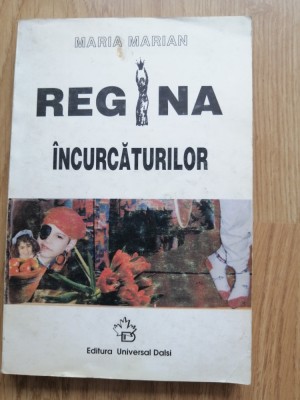 MARIA MARIAN
REGINA
ÎNCURCĂTURILOR
Editura Universal Dalsi